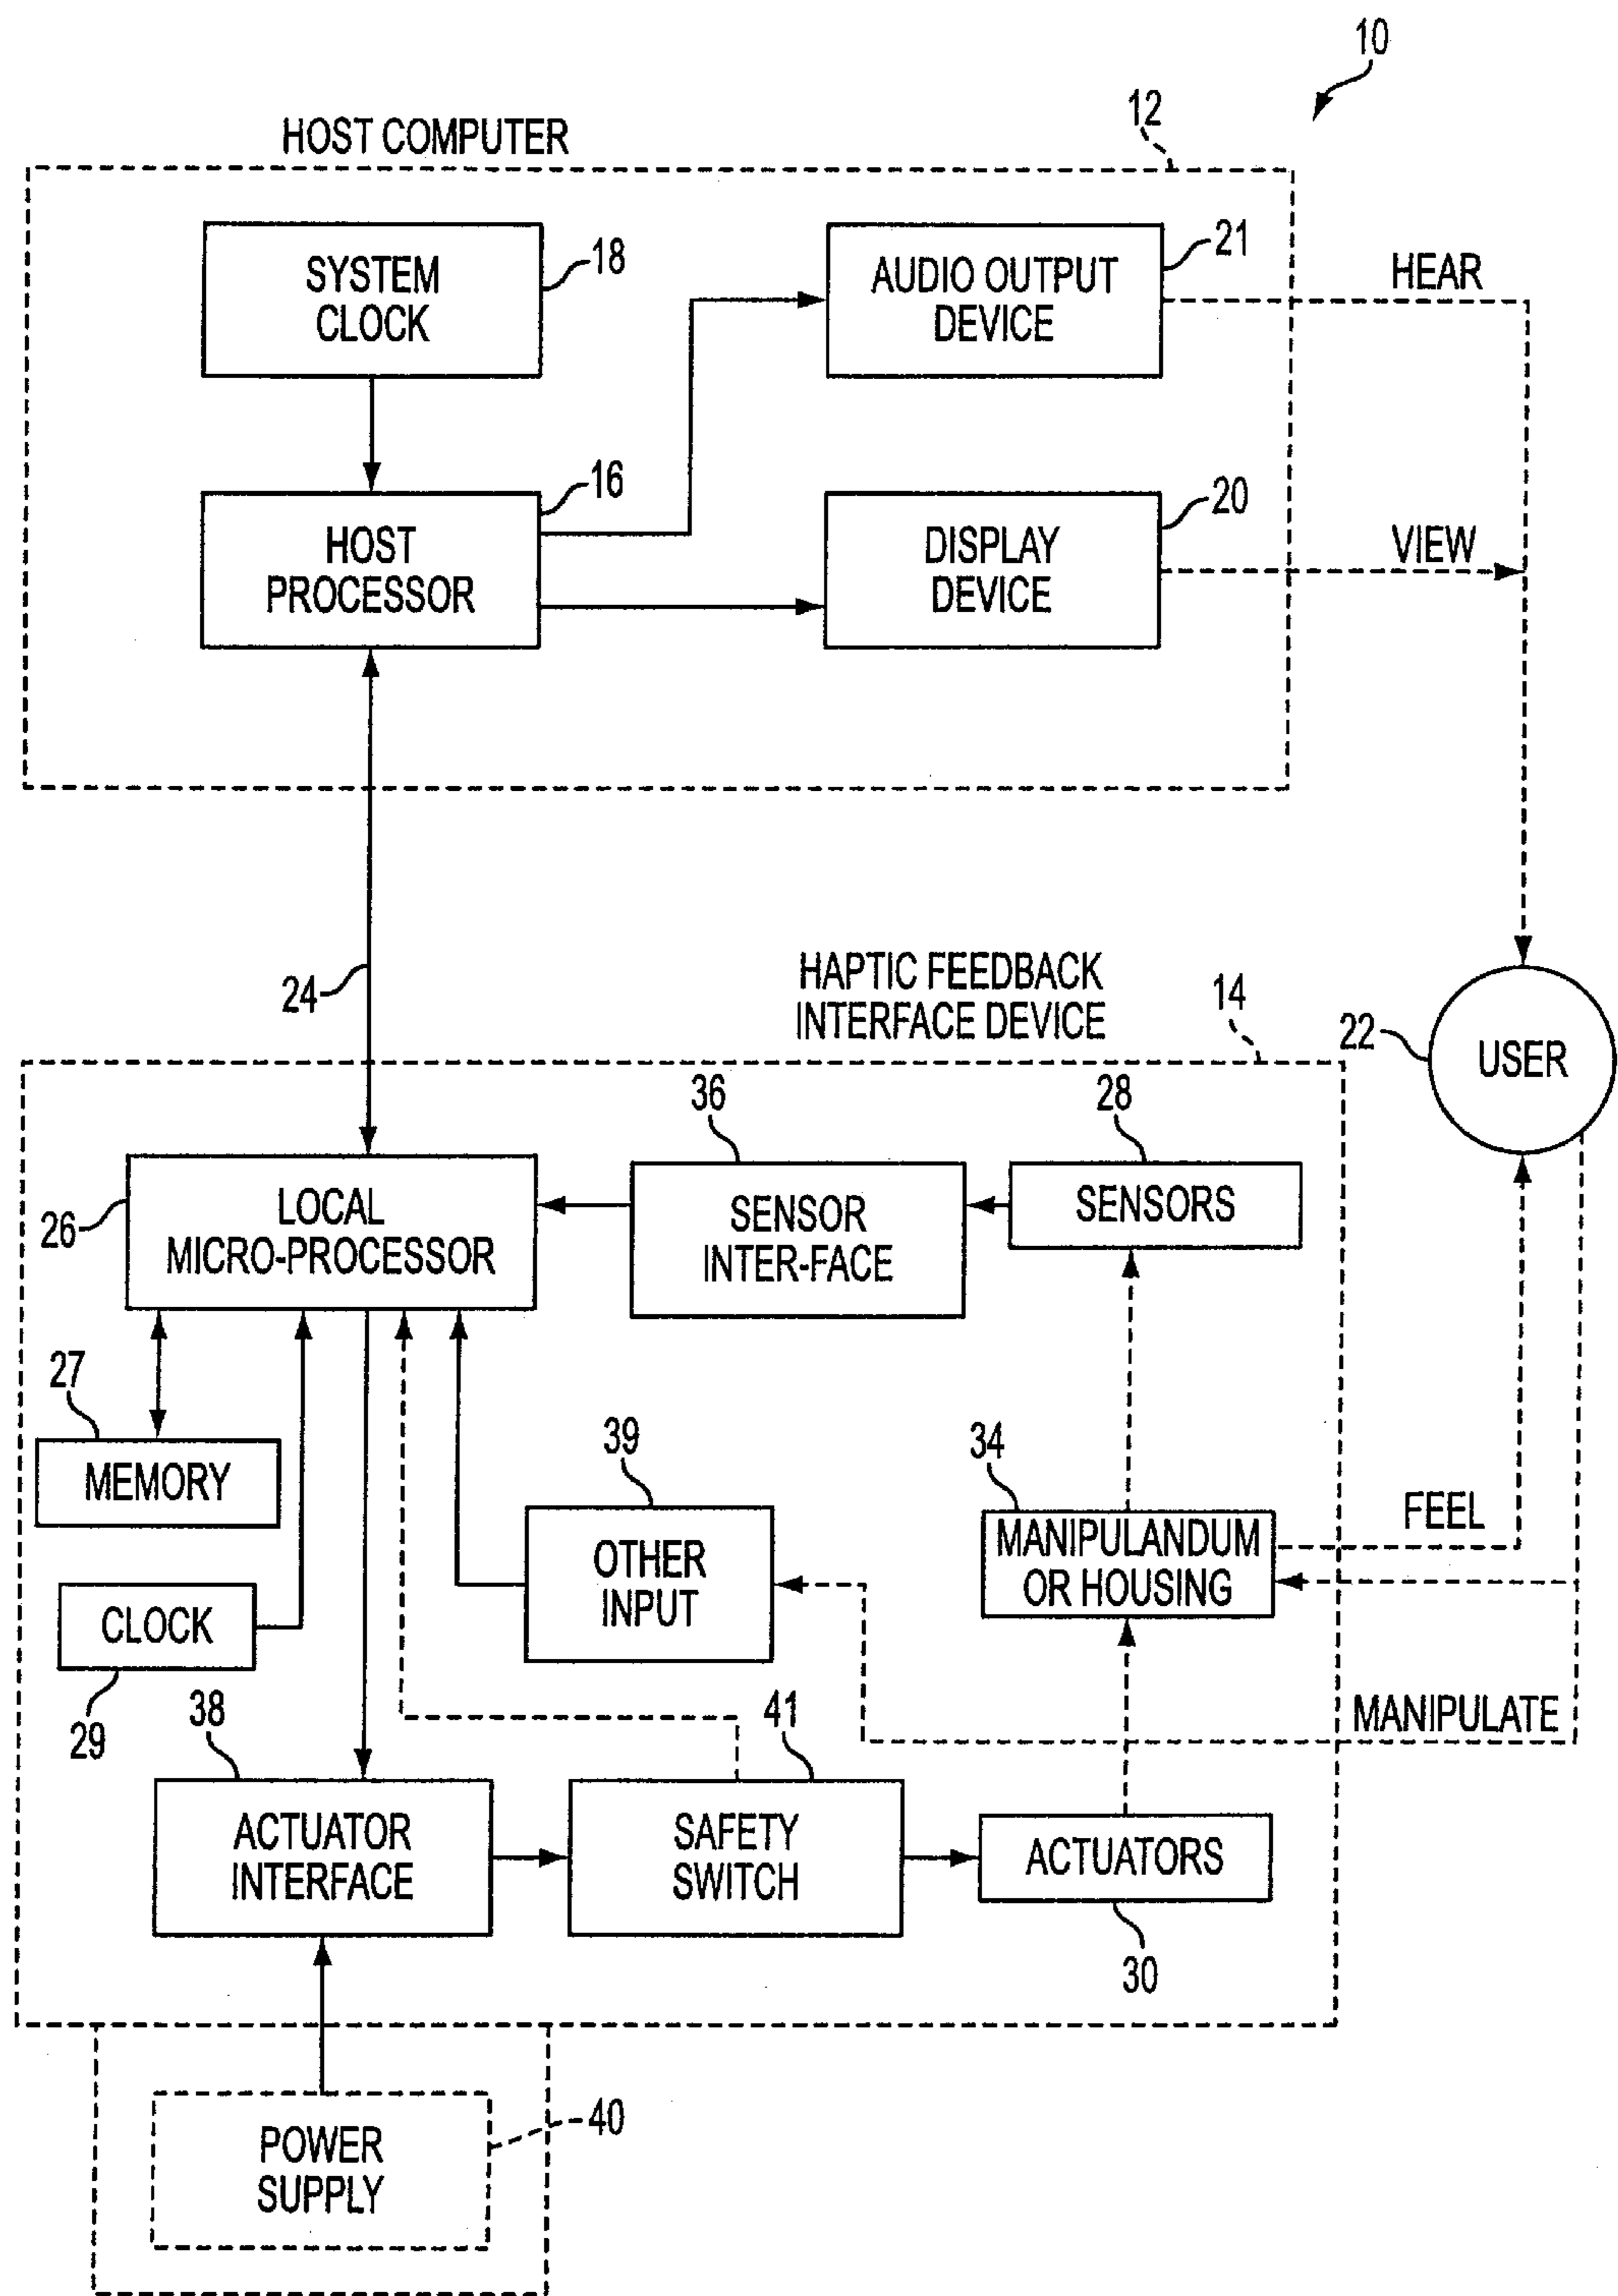 10
HOST COMPUTER
12
SYSTEM
CLOCK
18
AUDIO OUTPUT
DEVICE
21
HEAR
HOST
PROCESSOR
16
DISPLAY
DEVICE
20
VIEW
24
HAPTIC FEEDBACK
INTERFACE DEVICE
14
22
USER
26
LOCAL
MICRO-PROCESSOR
36
SENSOR
INTER-FACE
28
SENSORS
27
MEMORY
39
OTHER
INPUT
34
MANIPULANDUM
OR HOUSING
FEEL
CLOCK
29
MANIPULATE
38
ACTUATOR
INTERFACE
41
SAFETY
SWITCH
ACTUATORS
30
POWER
SUPPLY
40